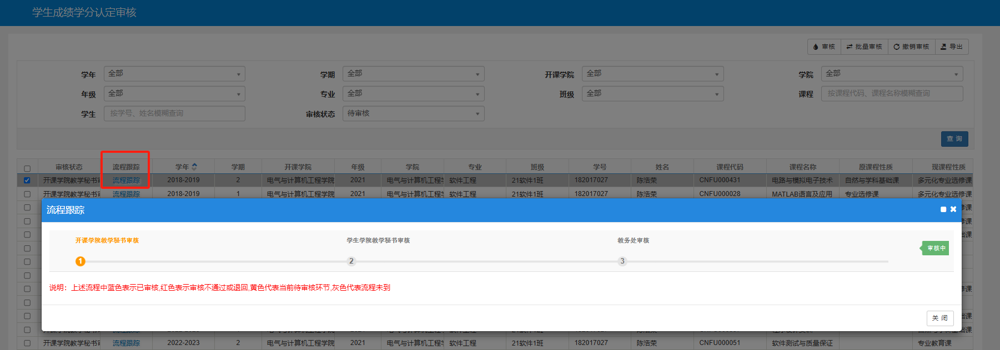 学生成绩学分认定审核
审核 批量审核 撤销审核 导出
学年 全部 学期 全部 开课学院 全部 学院 全部
年级 全部 专业 全部 班级 全部 课程 按课程代码、课程名称模糊查询
学生 按学号、姓名模糊查询 审核状态 待审核
查 询
审核状态 流程跟踪 学年 学期 开课学院 年级 学院 专业 班级 学号 姓名 课程代码 课程名称 原课程性质 现课程性质
开课学院教学秘书审 流程跟踪 2018-2019 2 电气与计算机工程学院 2021 电气与计算机工程学 软件工程 21软件1班 182017027 陈浩荣 CNFU000431 电路与模拟电子技术 自然与学科基础课 多元化专业选修课
开课学院教学秘书审 流程跟踪 2018-2019 1 电气与计算机工程学院 2021 电气与计算机工程学 软件工程 21软件1班 182017027 陈浩荣 CNFU000028 MATLAB语言及应用 专业选修课 多元化专业选修课
流程跟踪
开课学院教学秘书审核 学生学院教学秘书审核 教务处审核
审核中
1 2 3
说明：上述流程中蓝色表示已审核,红色表示审核不通过或退回,黄色代表当前待审核环节,灰色代表流程未到
关 闭
开课学院教学秘书审 流程跟踪 2022-2023 2 电气与计算机工程学院 2021 电气与计算机工程学 软件工程 21软件1班 182017027 陈浩荣 CNFU000051 软件测试与质量保证 专业教育课